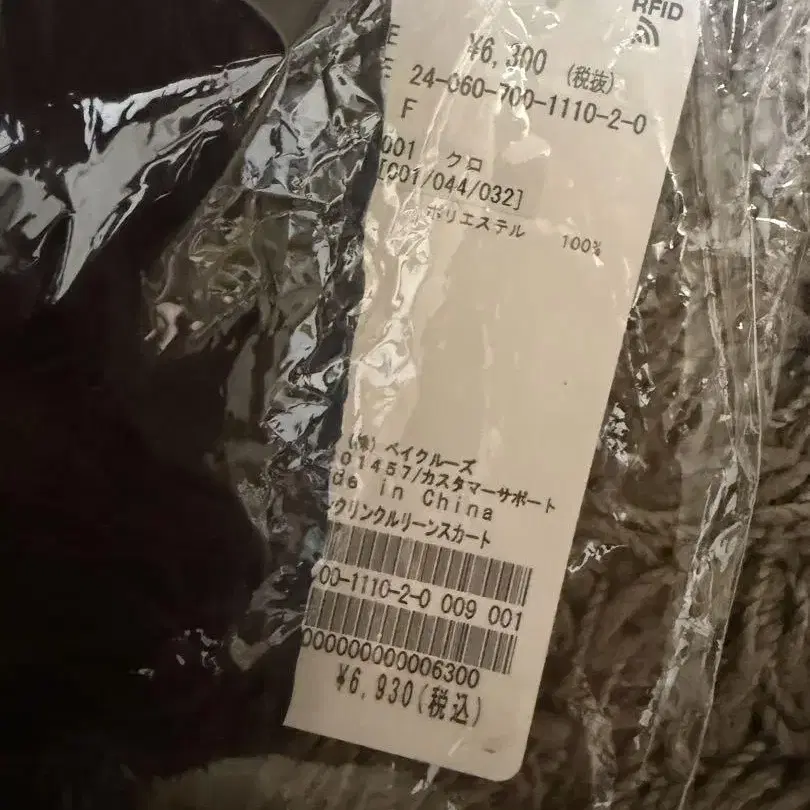 RFID
E ¥6,300 (税抜)
24-060-700-1110-2-0
F
001 クロ
[C01/044/032]
ポリエステル 100%
(株) ベイクルーズ
01457/カスタマーサポート
de in China
クリンクルリーンスカート
00-1110-2-0 009 001
0000000000006300
¥6,930(税込)